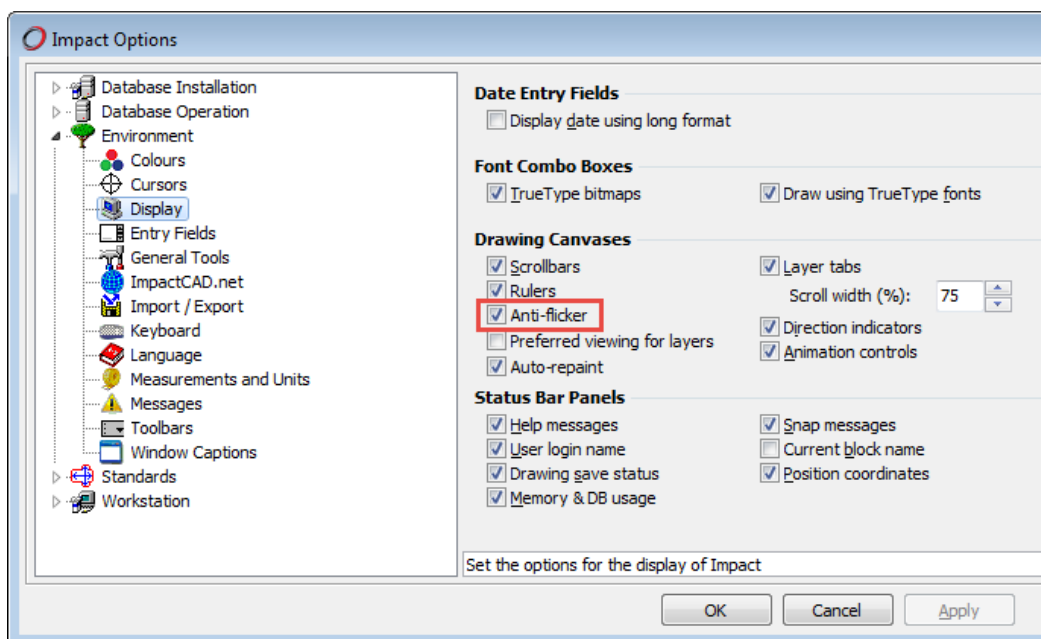 Impact Options
Database Installation
Database Operation
Environment
Colours
Cursors
Display
Entry Fields
General Tools
ImpactCAD.net
Import / Export
Keyboard
Language
Measurements and Units
Messages
Toolbars
Window Captions
Standards
Workstation
Date Entry Fields
Display date using long format
Font Combo Boxes
TrueType bitmaps
Draw using TrueType fonts
Drawing Canvases
Scrollbars
Layer tabs
Rulers
Scroll width (%): 75
Anti-flicker
Direction indicators
Preferred viewing for layers
Animation controls
Auto-repaint
Status Bar Panels
Help messages
Snap messages
User login name
Current block name
Drawing save status
Position coordinates
Memory & DB usage
Set the options for the display of Impact
OK
Cancel
Apply